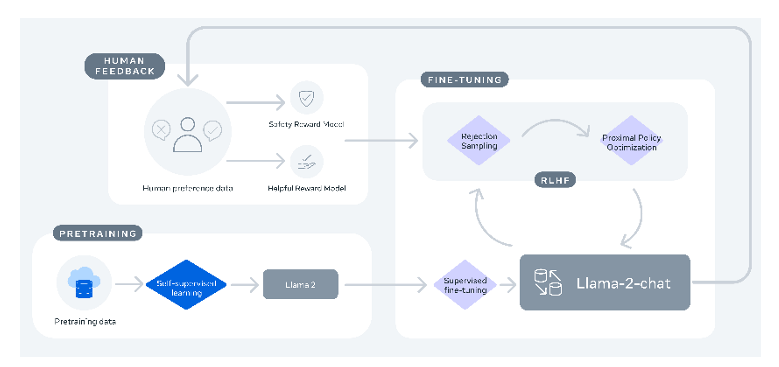 HUMAN
FEEDBACK
Safety Reward Model
Human preference data
Helpful Reward Model
FINE-TUNING
Rejection
Sampling
Proximal Policy
Optimization
RLHF
PRETRAINING
Pretraining data
Self-supervised
learning
Llama 2
Supervised
fine-tuning
Llama-2-chat